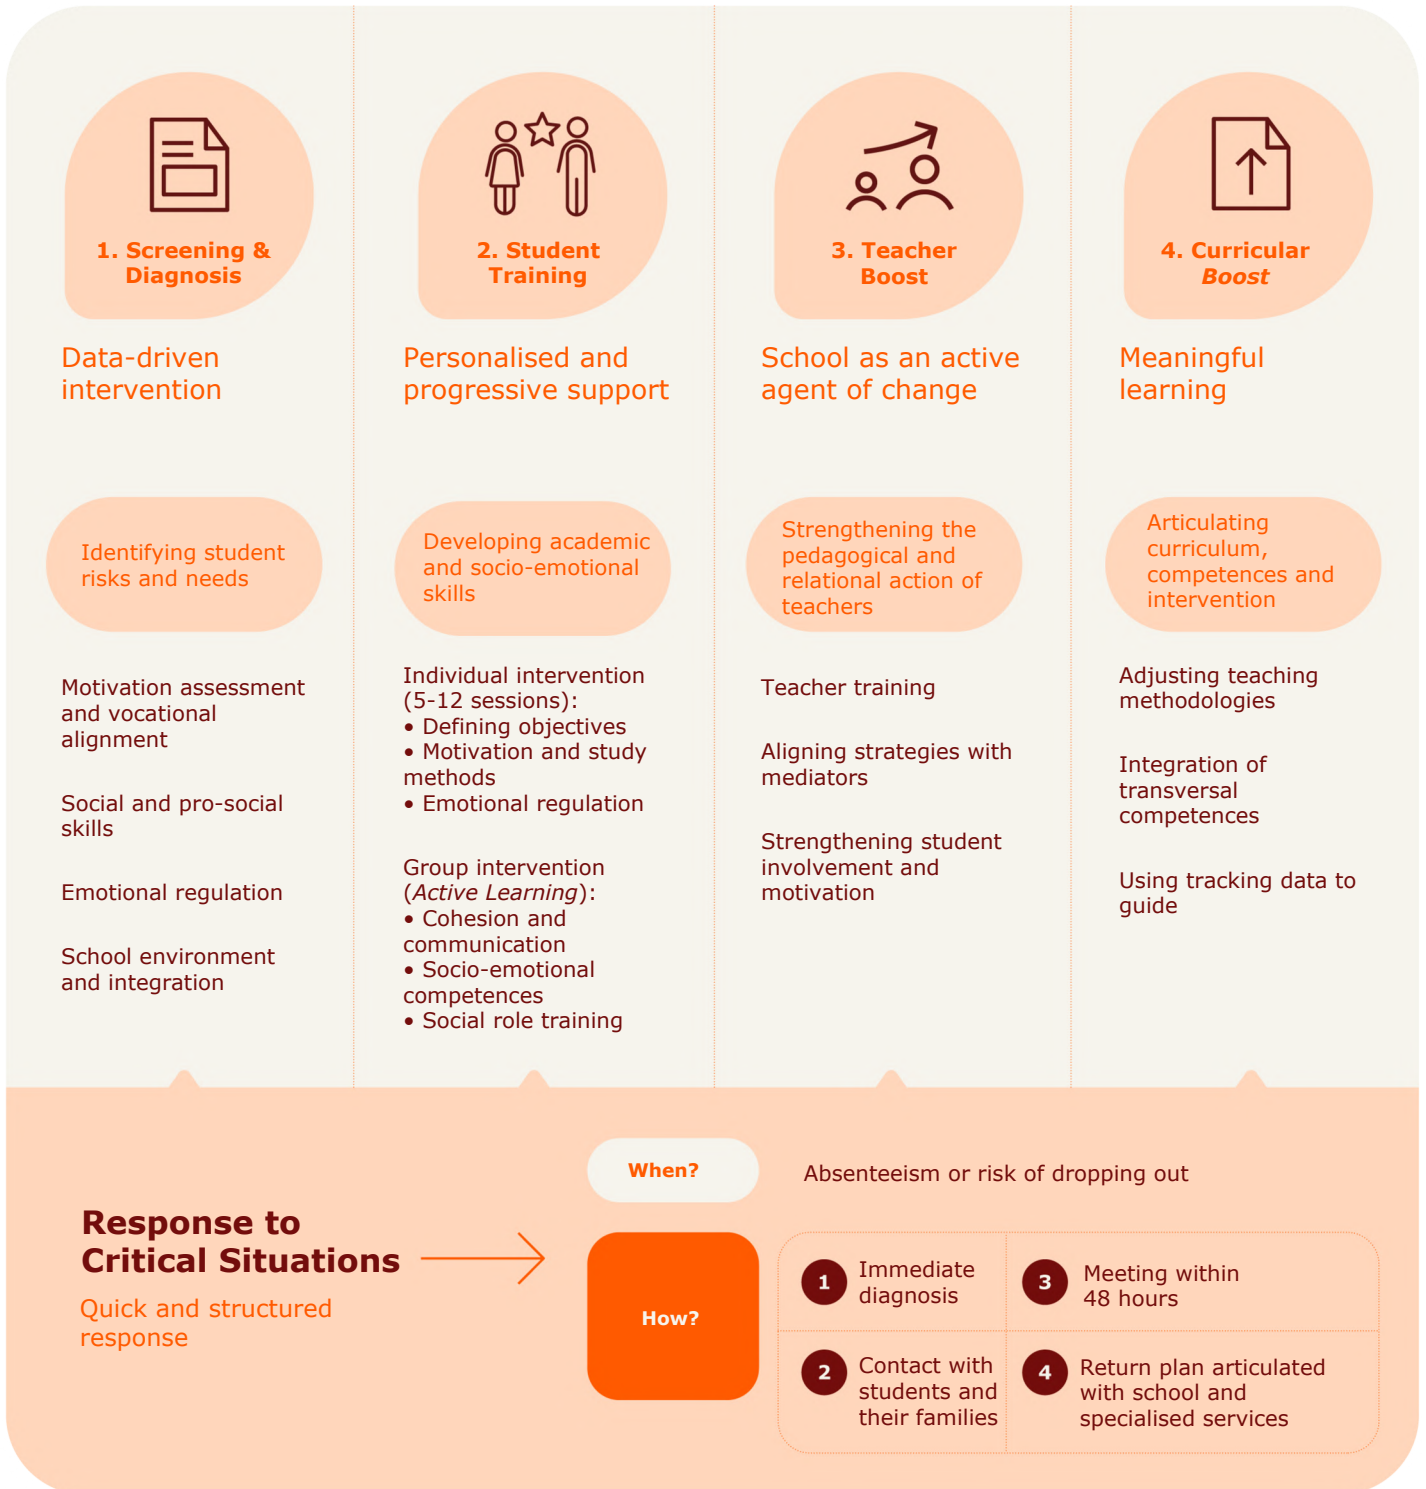 1. Screening &
Diagnosis
Data-driven
intervention
Identifying student
risks and needs
Motivation assessment
and vocational
alignment
Social and pro-social
skills
Emotional regulation
School environment
and integration
2. Student
Training
Personalised and
progressive support
Developing academic
and socio-emotional
skills
Individual intervention
(5-12 sessions):
• Defining objectives
• Motivation and study
methods
• Emotional regulation
Group intervention
(Active Learning):
• Cohesion and
communication
• Socio-emotional
competences
• Social role training
3. Teacher
Boost
School as an active
agent of change
Strengthening the
pedagogical and
relational action of
teachers
Teacher training
Aligning strategies with
mediators
Strengthening student
involvement and
motivation
4. Curricular
Boost
Meaningful
learning
Articulating
curriculum,
competences and
intervention
Adjusting teaching
methodologies
Integration of
transversal
competences
Using tracking data to
guide
Response to
Critical Situations
Quick and structured
response
When?
Absenteeism or risk of dropping out
How?
1
Immediate
diagnosis
2
Contact with
students and
their families
3
Meeting within
48 hours
4
Return plan articulated
with school and
specialised services